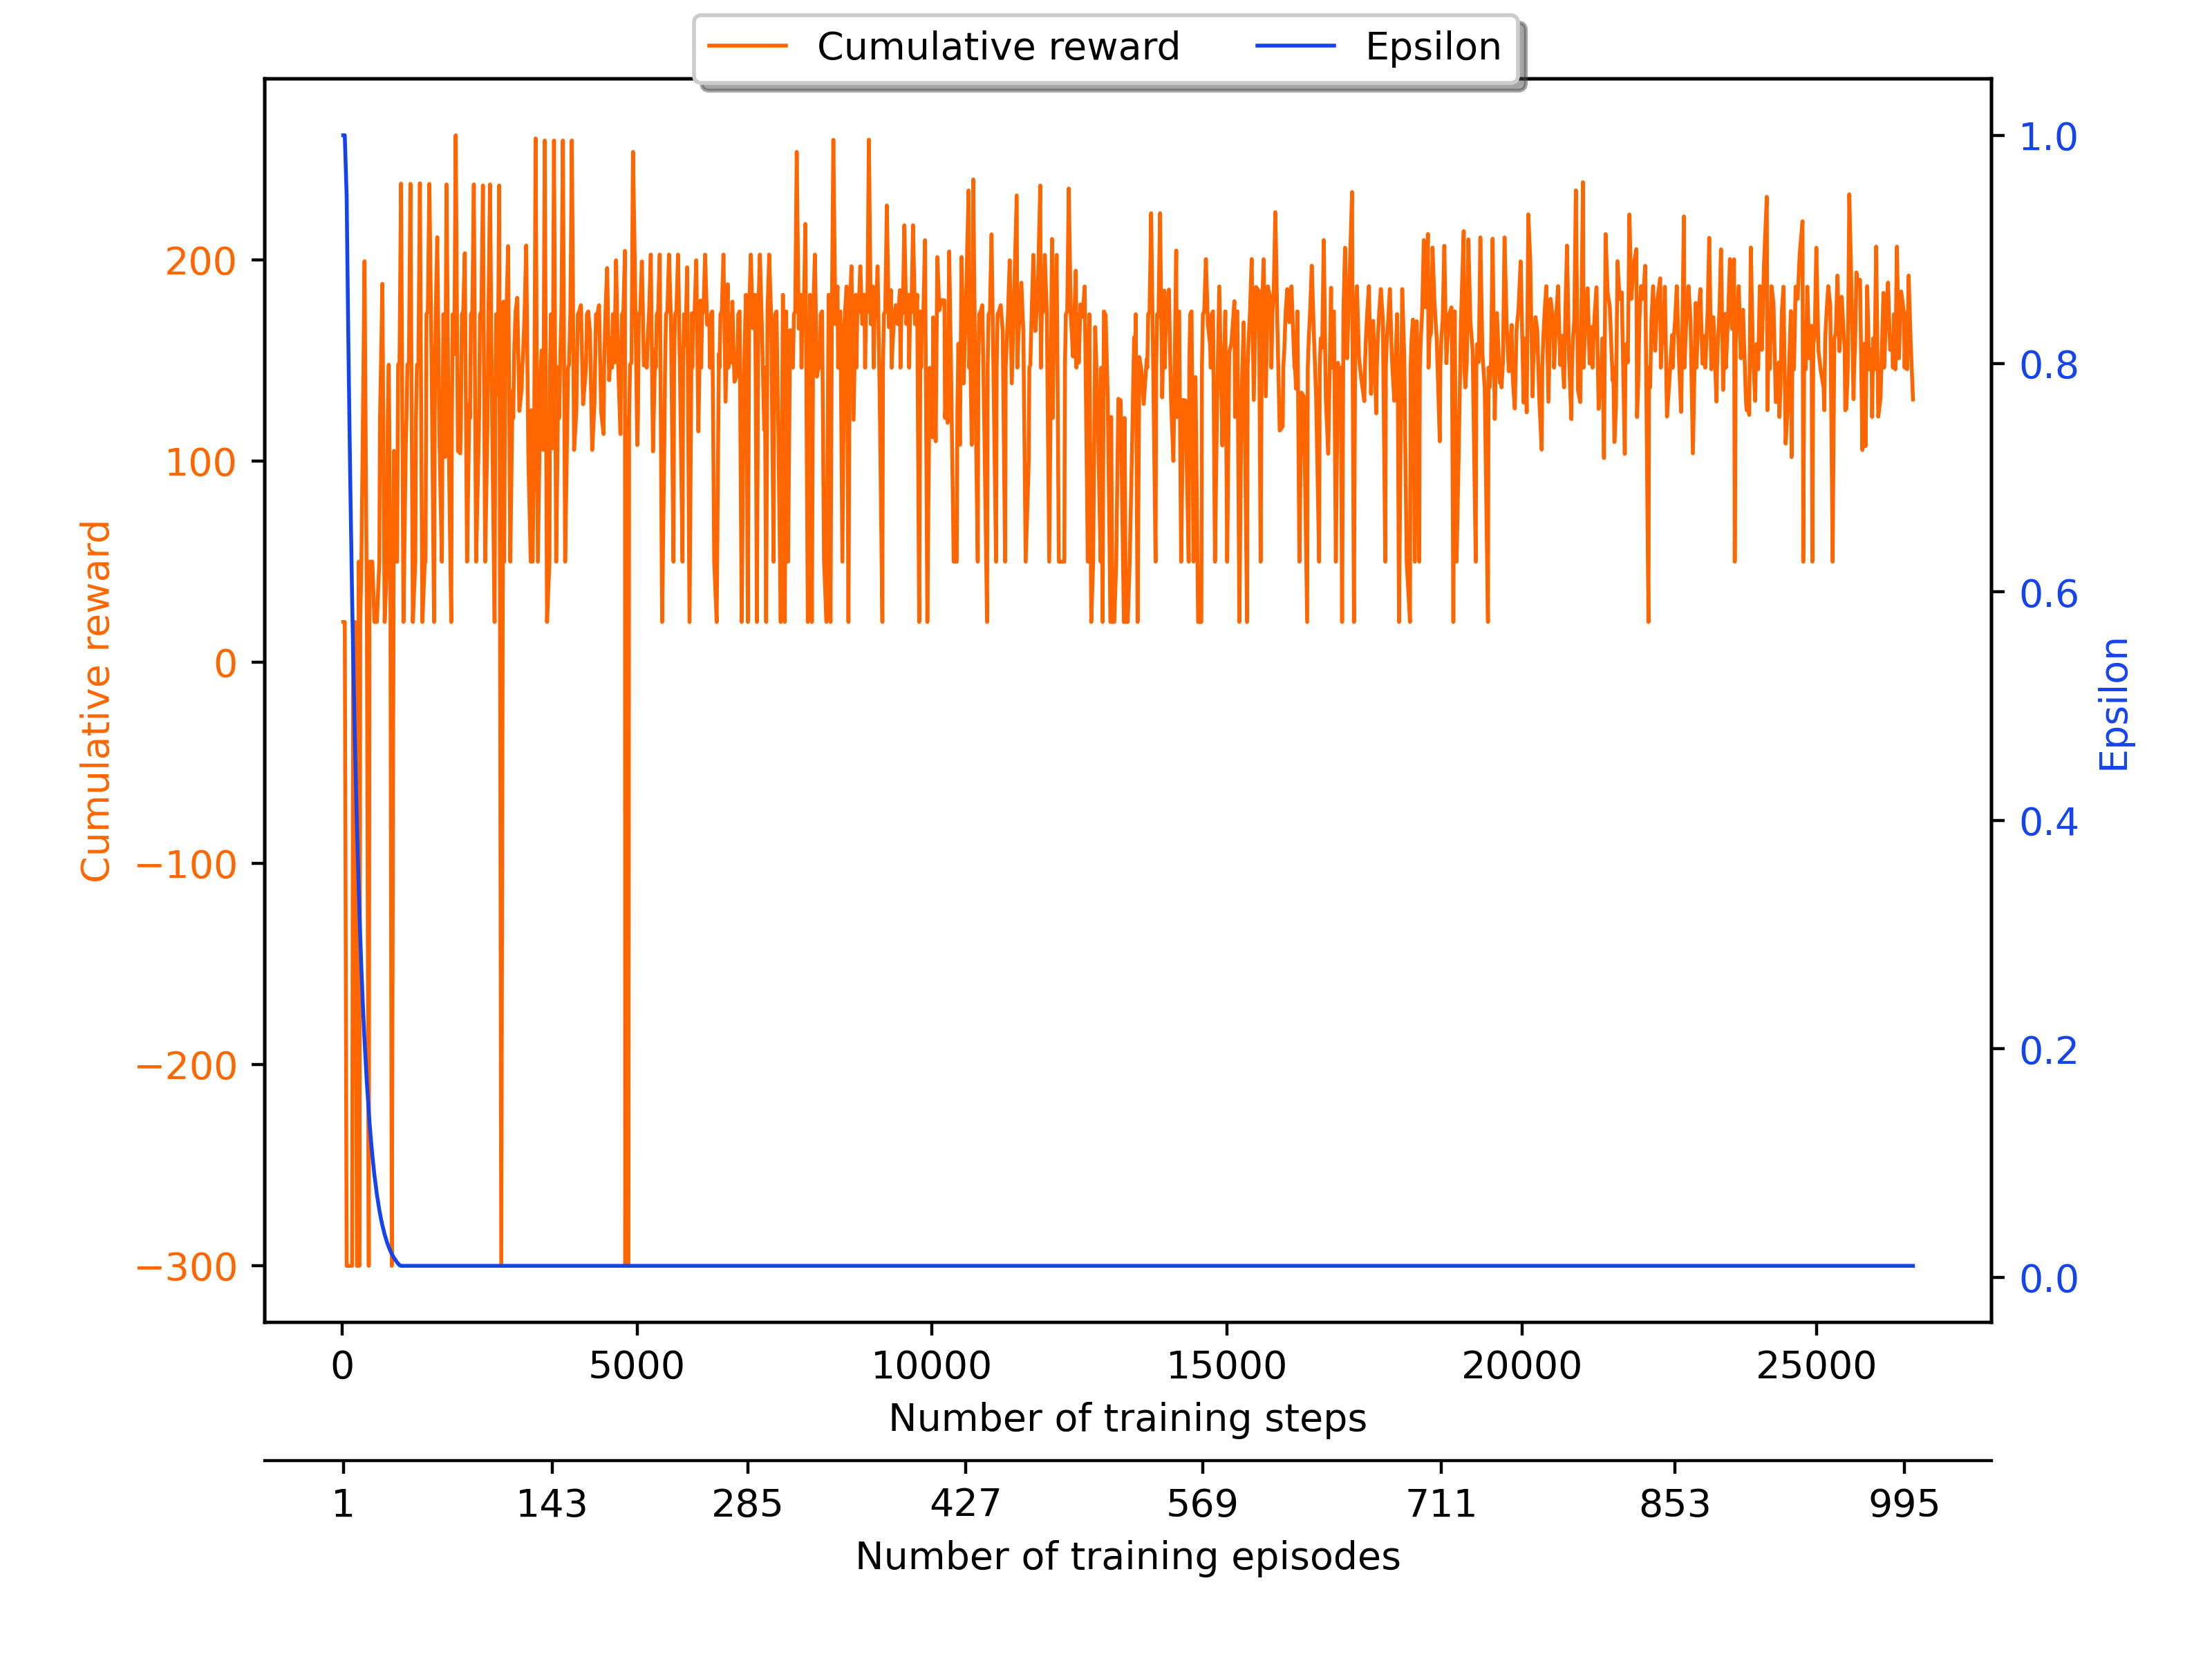 Cumulative reward Epsilon
Cumulative reward
200
100
0
−100
−200
−300
1.0
0.8
0.6
0.4
0.2
0.0
Epsilon
0 5000 10000 15000 20000 25000
Number of training steps
1 143 285 427 569 711 853 995
Number of training episodes